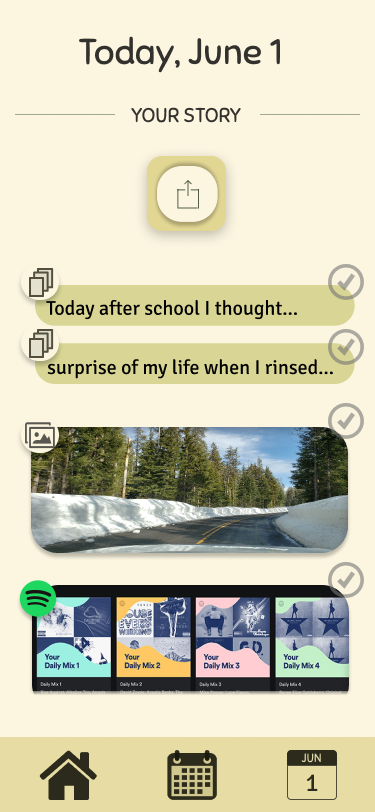 Today, June 1
YOUR STORY
Today after school I thought...
surprise of my life when I rinsed...
Your Daily Mix 1
Your Daily Mix 2
Your Daily Mix 3
Your Daily Mix 4
Daily Mix 1
Daily Mix 2
Daily Mix 3
Daily Mix 4
JUN
1